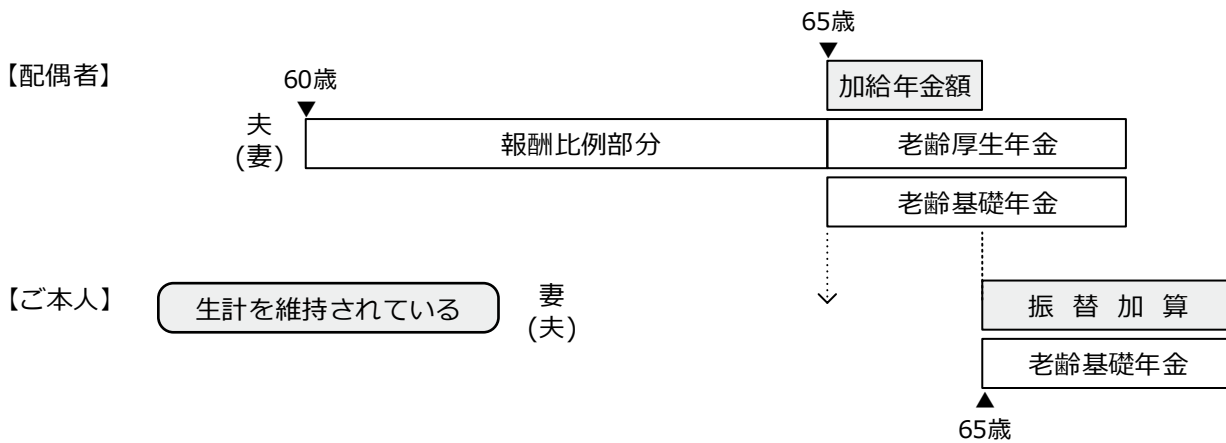 65歳
▼
【配偶者】
60歳
▼
加給年金額
夫
(妻)
報酬比例部分
老齢厚生年金
老齢基礎年金
【ご本人】
生計を維持されている
妻
(夫)
振替加算
老齢基礎年金
▲
65歳